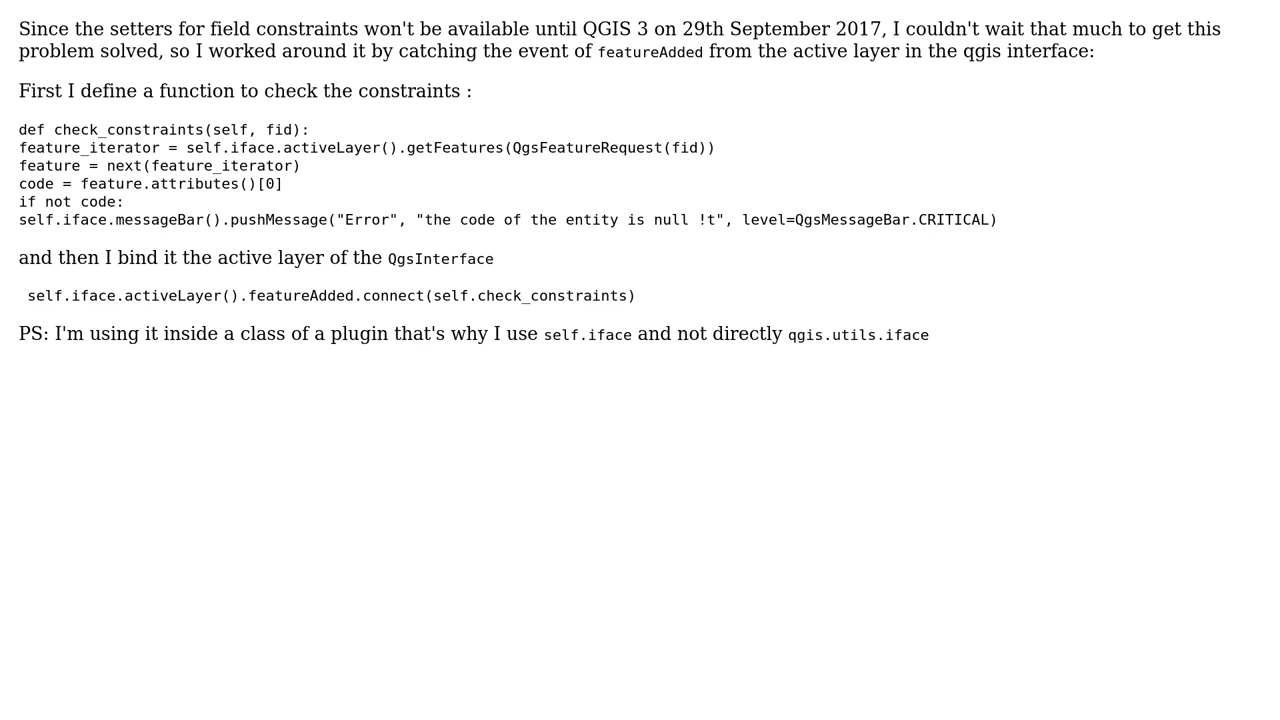 Since the setters for field constraints won't be available until QGIS 3 on 29th September 2017, I couldn't wait that much to get this
problem solved, so I worked around it by catching the event of featureAdded from the active layer in the qgis interface:
First I define a function to check the constraints :
def check_constraints(self, fid):
feature_iterator = self.iface.activeLayer().getFeatures(QgsFeatureRequest(fid))
feature = next(feature_iterator)
code = feature.attributes()[0]
if not code:
self.iface.messageBar().pushMessage("Error", "the code of the entity is null !t", level=QgsMessageBar.CRITICAL)
and then I bind it the active layer of the QgsInterface
self.iface.activeLayer().featureAdded.connect(self.check_constraints)
PS: I'm using it inside a class of a plugin that's why I use self.iface and not directly qgis.utils.iface